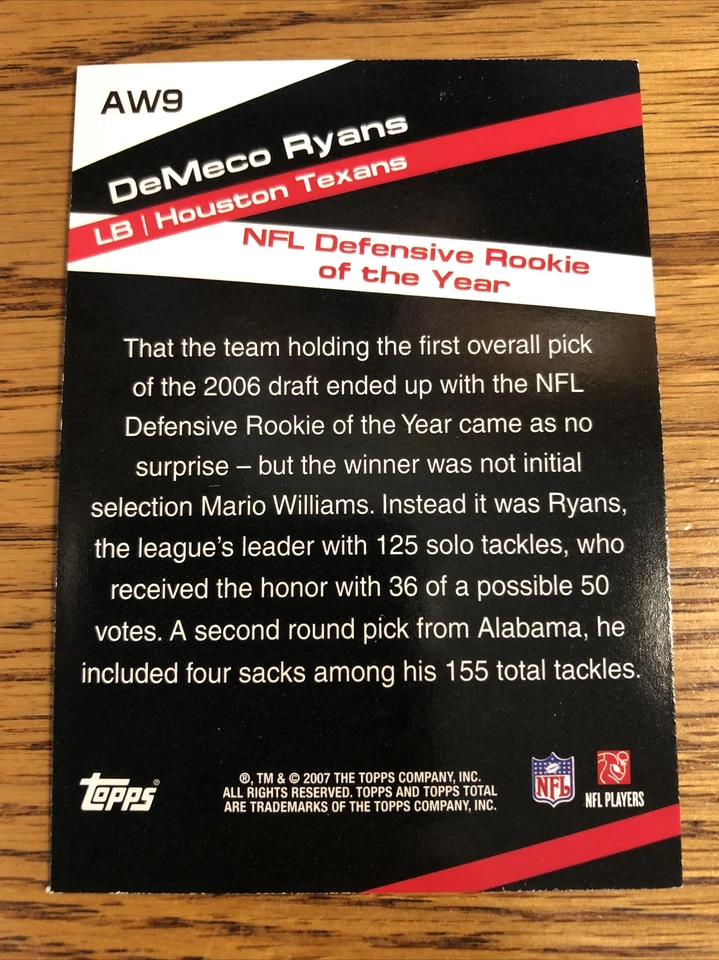 AW9
DeMeco Ryans
LB | Houston Texans
NFL Defensive Rookie
of the Year
That the team holding the first overall pick
of the 2006 draft ended up with the NFL
Defensive Rookie of the Year came as no
surprise – but the winner was not initial
selection Mario Williams. Instead it was Ryans,
the league's leader with 125 solo tackles, who
received the honor with 36 of a possible 50
votes. A second round pick from Alabama, he
included four sacks among his 155 total tackles.
Topps®
®, TM & © 2007 THE TOPPS COMPANY, INC.
ALL RIGHTS RESERVED. TOPPS AND TOPPS TOTAL
ARE TRADEMARKS OF THE TOPPS COMPANY, INC.
NFL
NFL PLAYERS